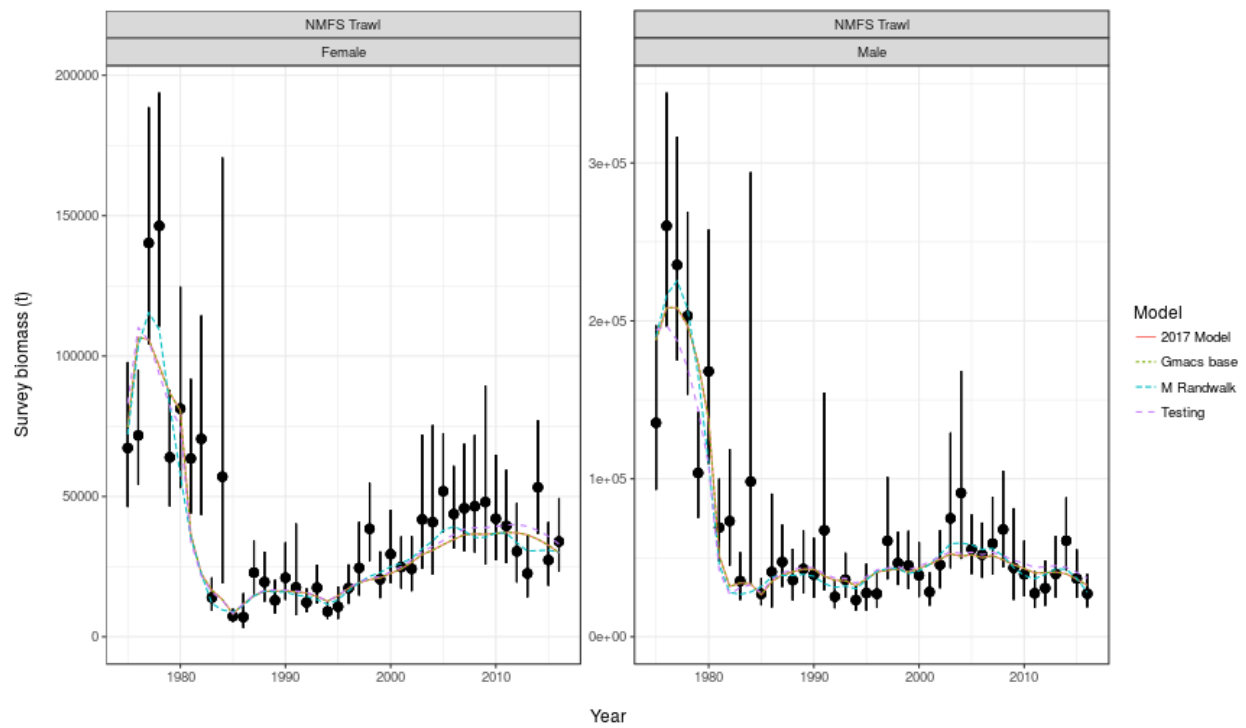 NMFS Trawl
Female
200000
150000
100000
50000
0
1980
1990
2000
2010
Survey biomass (t)
NMFS Trawl
Male
3e+05
2e+05
1e+05
0e+00
1980
1990
2000
2010
Year
Model
2017 Model
Gmacs base
M Randwalk
Testing